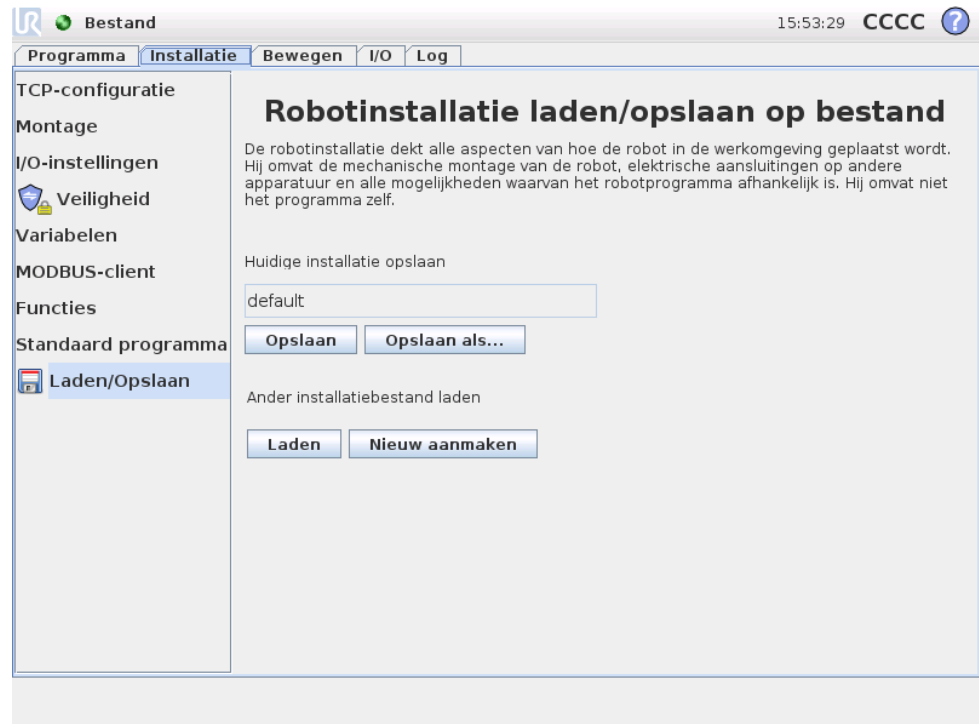 UR Bestand 15:53:29 CCCC ?
Programma Installatie Bewegen I/O Log
TCP-configuratie
Montage
I/O-instellingen
Veiligheid
Variabelen
MODBUS-client
Functies
Standaard programma
Laden/Opslaan
Robotinstallatie laden/opslaan op bestand
De robotinstallatie dekt alle aspecten van hoe de robot in de werkomgeving geplaatst wordt.
Hij omvat de mechanische montage van de robot, elektrische aansluitingen op andere
apparatuur en alle mogelijkheden waarvan het robotprogramma afhankelijk is. Hij omvat niet
het programma zelf.
Huidige installatie opslaan
default
Opslaan Opslaan als...
Ander installatiebestand laden
Laden Nieuw aanmaken